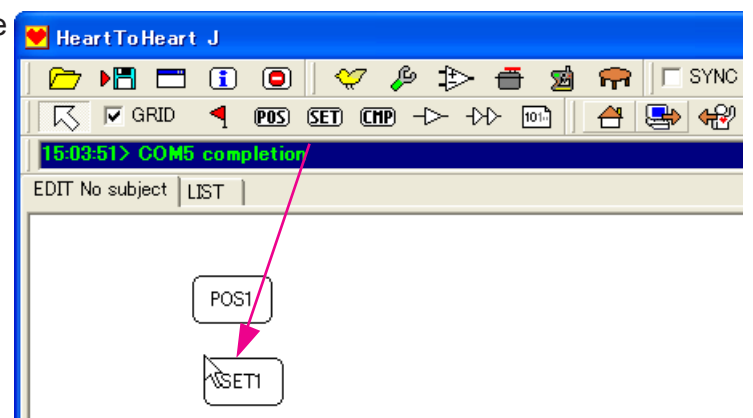 e
HeartToHeart J
SYNC
GRID POS SET CMP 101..
15:03:51> COM5 completion
EDIT No subject LIST
POS1
SET1